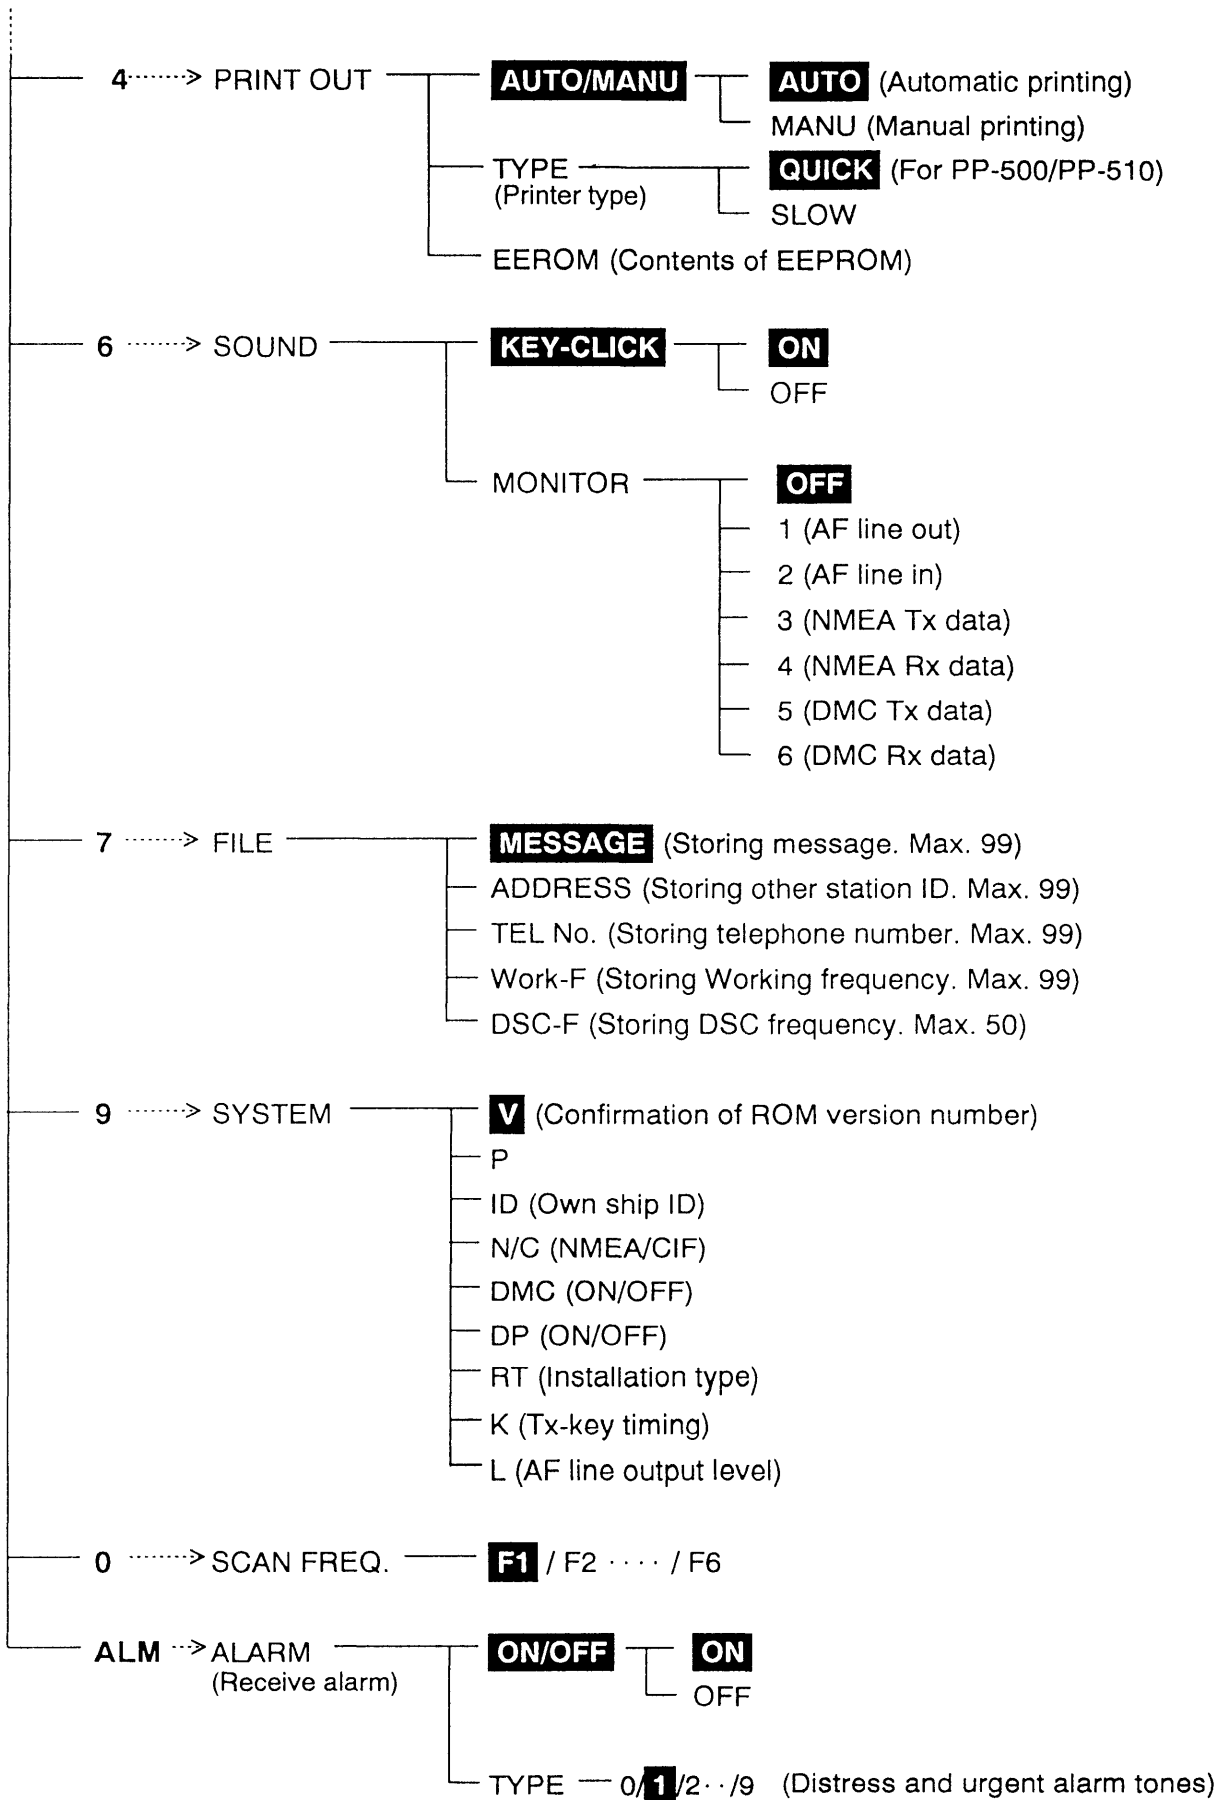 4 ·······> PRINT OUT AUTO/MANU AUTO (Automatic printing)
MANU (Manual printing)
TYPE QUICK (For PP-500/PP-510)
(Printer type)
SLOW
EEROM (Contents of EEPROM)
6 ·······> SOUND KEY-CLICK ON
OFF
MONITOR OFF
1 (AF line out)
2 (AF line in)
3 (NMEA Tx data)
4 (NMEA Rx data)
5 (DMC Tx data)
6 (DMC Rx data)
7 ·······> FILE MESSAGE (Storing message. Max. 99)
ADDRESS (Storing other station ID. Max. 99)
TEL No. (Storing telephone number. Max. 99)
Work-F (Storing Working frequency. Max. 99)
DSC-F (Storing DSC frequency. Max. 50)
9 ·······> SYSTEM V (Confirmation of ROM version number)
P
ID (Own ship ID)
N/C (NMEA/CIF)
DMC (ON/OFF)
DP (ON/OFF)
RT (Installation type)
K (Tx-key timing)
L (AF line output level)
0 ·······> SCAN FREQ. F1 / F2 ···· / F6
ALM ···> ALARM ON/OFF ON
(Receive alarm)
OFF
TYPE 0/1/2··/9 (Distress and urgent alarm tones)